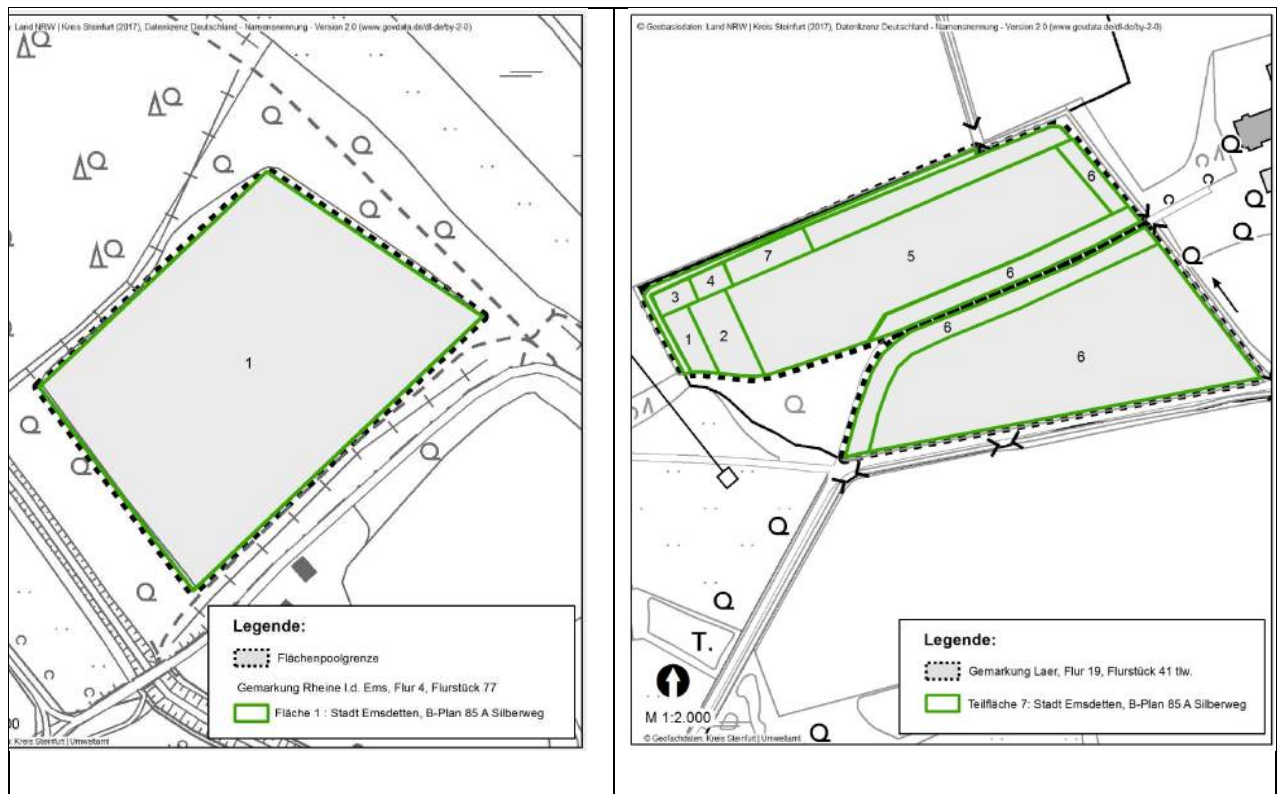 Land NRW | Kreis Steinfurt (2017), Datenlizenz Deutschland - Namensnennung - Version 2.0 (www.govdata.de/dl-de/by-2-0)
1
Legende:
Flächenpoolgrenze
Gemarkung Rheine l.d. Ems, Flur 4, Flurstück 77
Fläche 1 : Stadt Emsdetten, B-Plan 85 A Silberweg
Kreis Steinfurt | Umweltamt
© Geobasisdaten: Land NRW | Kreis Steinfurt (2017), Datenlizenz Deutschland - Namensnennung - Version 2.0 (www.govdata.de/dl-de/by-2-0)
6
7
5
4
3
6
1
2
6
6
T.
M 1:2.000
Legende:
Gemarkung Laer, Flur 19, Flurstück 41 tlw.
Teilfläche 7: Stadt Emsdetten, B-Plan 85 A Silberweg
© Geofachdaten: Kreis Steinfurt | Umweltamt